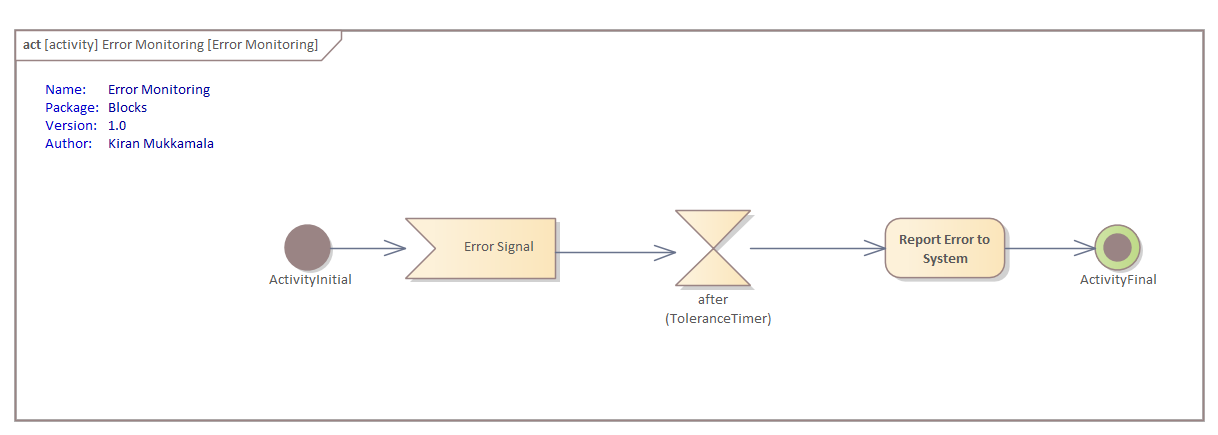 act [activity] Error Monitoring [Error Monitoring]
Name: Error Monitoring
Package: Blocks
Version: 1.0
Author: Kiran Mukkamala
ActivityInitial
Error Signal
after
(ToleranceTimer)
Report Error to
System
ActivityFinal